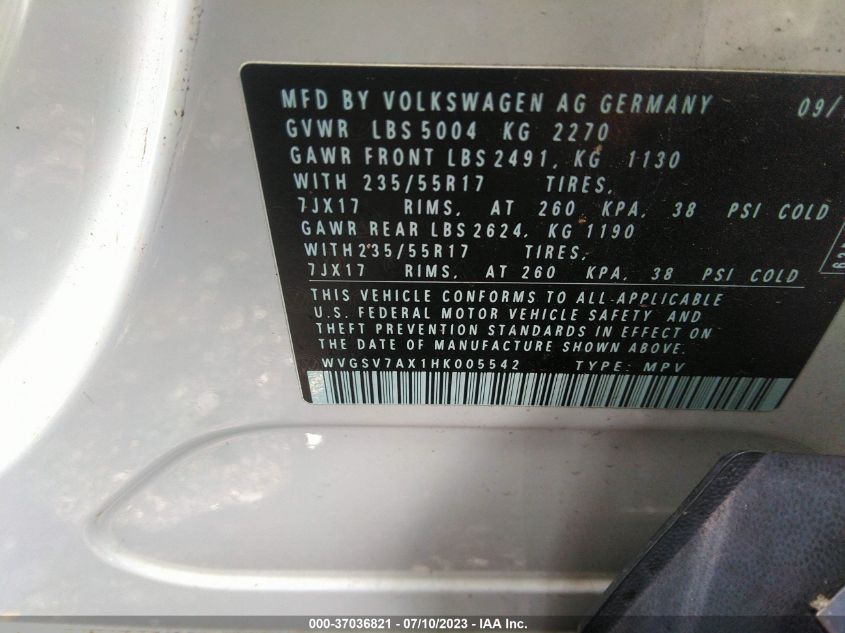 MFD BY VOLKSWAGEN AG GERMANY 09/
GVWR LBS 5004 KG 2270
GAWR FRONT LBS 2491, KG 1130
WITH 235/55R17 TIRES,
7JX17 RIMS, AT 260 KPA, 38 PSI COLD
GAWR REAR LBS 2624, KG 1190
WITH 235/55R17 TIRES,
7JX17 RIMS, AT 260 KPA, 38 PSI COLD
THIS VEHICLE CONFORMS TO ALL APPLICABLE
U.S. FEDERAL MOTOR VEHICLE SAFETY AND
THEFT PREVENTION STANDARDS IN EFFECT ON
THE DATE OF MANUFACTURE SHOWN ABOVE.
WVGSV7AX1HK005542 TYPE: MPV
000-37036821 - 07/10/2023 - IAA Inc.